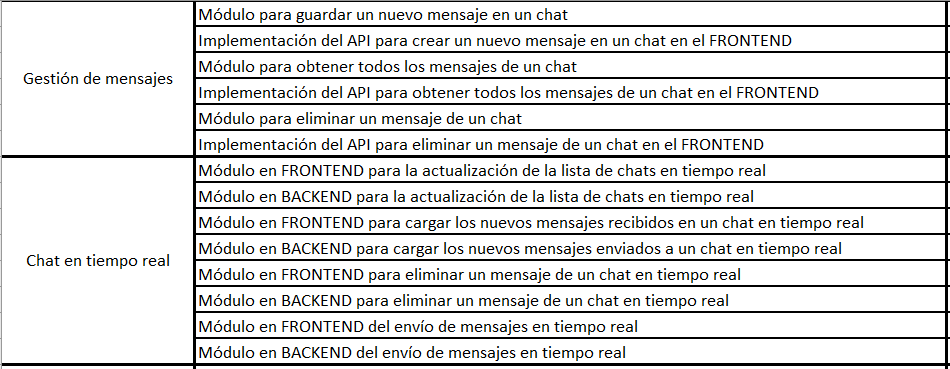 Gestión de mensajes
Módulo para guardar un nuevo mensaje en un chat
Implementación del API para crear un nuevo mensaje en un chat en el FRONTEND
Módulo para obtener todos los mensajes de un chat
Implementación del API para obtener todos los mensajes de un chat en el FRONTEND
Módulo para eliminar un mensaje de un chat
Implementación del API para eliminar un mensaje de un chat en el FRONTEND
Chat en tiempo real
Módulo en FRONTEND para la actualización de la lista de chats en tiempo real
Módulo en BACKEND para la actualización de la lista de chats en tiempo real
Módulo en FRONTEND para cargar los nuevos mensajes recibidos en un chat en tiempo real
Módulo en BACKEND para cargar los nuevos mensajes enviados a un chat en tiempo real
Módulo en FRONTEND para eliminar un mensaje de un chat en tiempo real
Módulo en BACKEND para eliminar un mensaje de un chat en tiempo real
Módulo en FRONTEND del envío de mensajes en tiempo real
Módulo en BACKEND del envío de mensajes en tiempo real